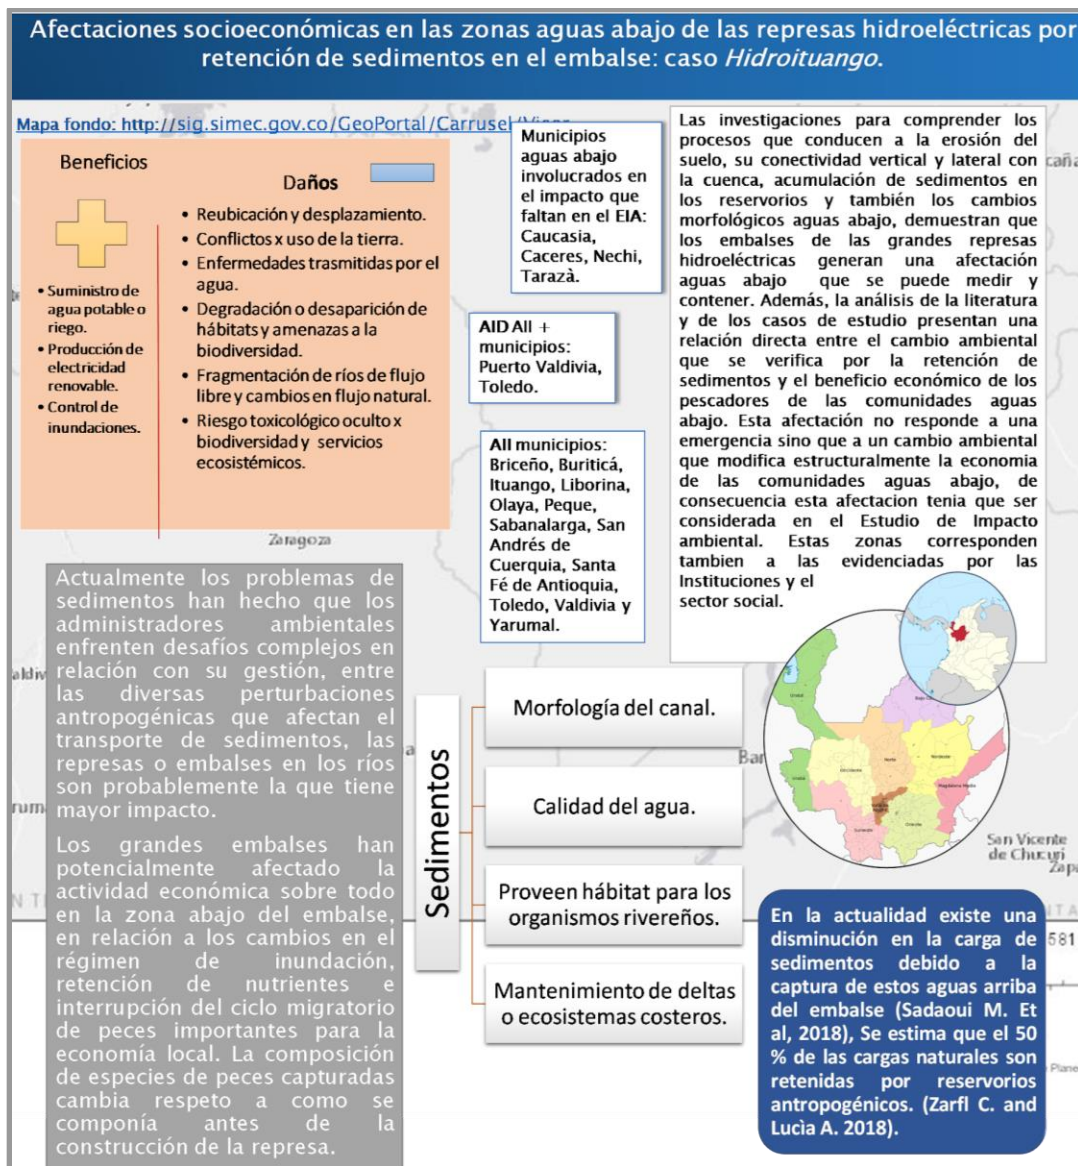 Afectaciones socioeconómicas en las zonas aguas abajo de las represas hidroeléctricas por
retención de sedimentos en el embalse: caso Hidroituango.
Mapa fondo: http://sig.simec.gov.co/GeoPortal/Carrusel/
Beneficios
• Suministro de
agua potable o
riego.
• Producción de
electricidad
renovable.
• Control de
inundaciones.
Daños
• Reubicación y desplazamiento.
• Conflictos x uso de la tierra.
• Enfermedades trasmitidas por el
agua.
• Degradación o desaparición de
hábitats y amenazas a la
biodiversidad.
• Fragmentación de ríos de flujo
libre y cambios en flujo natural.
• Riesgo toxicológico oculto x
biodiversidad y servicios
ecosistémicos.
Municipios
aguas abajo
involucrados en
el impacto que
faltan en el EIA:
Caucasia,
Caceres, Nechi,
Tarazà.
AID AII +
municipios:
Puerto Valdivia,
Toledo.
AII municipios:
Briceño, Buriticá,
Ituango, Liborina,
Olaya, Peque,
Sabanalarga, San
Andrés de
Cuerquia, Santa
Fé de Antioquia,
Toledo, Valdivia y
Yarumal.
Las investigaciones para comprender los
procesos que conducen a la erosión del
suelo, su conectividad vertical y lateral con
la cuenca, acumulación de sedimentos en
los reservorios y también los cambios
morfológicos aguas abajo, demuestran que
los embalses de las grandes represas
hidroeléctricas generan una afectación
aguas abajo que se puede medir y
contener. Además, la análisis de la literatura
y de los casos de estudio presentan una
relación directa entre el cambio ambiental
que se verifica por la retención de
sedimentos y el beneficio económico de los
pescadores de las comunidades aguas
abajo. Esta afectación no responde a una
emergencia sino que a un cambio ambiental
que modifica estructuralmente la economia
de las comunidades aguas abajo, de
consecuencia esta afectacion tenia que ser
considerada en el Estudio de Impacto
ambiental. Estas zonas corresponden
tambien a las evidenciadas por las
Instituciones y el
sector social.
Zaragoza
Actualmente los problemas de
sedimentos han hecho que los
administradores ambientales
enfrenten desafíos complejos en
relación con su gestión, entre
las diversas perturbaciones
antropogénicas que afectan el
transporte de sedimentos, las
represas o embalses en los ríos
son probablemente la que tiene
mayor impacto.
Los grandes embalses han
potencialmente afectado la
actividad económica sobre todo
en la zona abajo del embalse,
en relación a los cambios en el
régimen de inundación,
retención de nutrientes e
interrupción del ciclo migratorio
de peces importantes para la
economía local. La composición
de especies de peces capturadas
cambia respeto a como se
componía antes de la
construcción de la represa.
Sedimentos
Morfología del canal.
Calidad del agua.
Proveen hábitat para los
organismos rivereños.
Mantenimiento de deltas
o ecosistemas costeros.
San Vicente
de Chucurí
581
En la actualidad existe una
disminución en la carga de
sedimentos debido a la
captura de estos aguas arriba
del embalse (Sadaoui M. Et
al, 2018), Se estima que el 50
% de las cargas naturales son
retenidas por reservorios
antropogénicos. (Zarfl C. and
Lucìa A. 2018).